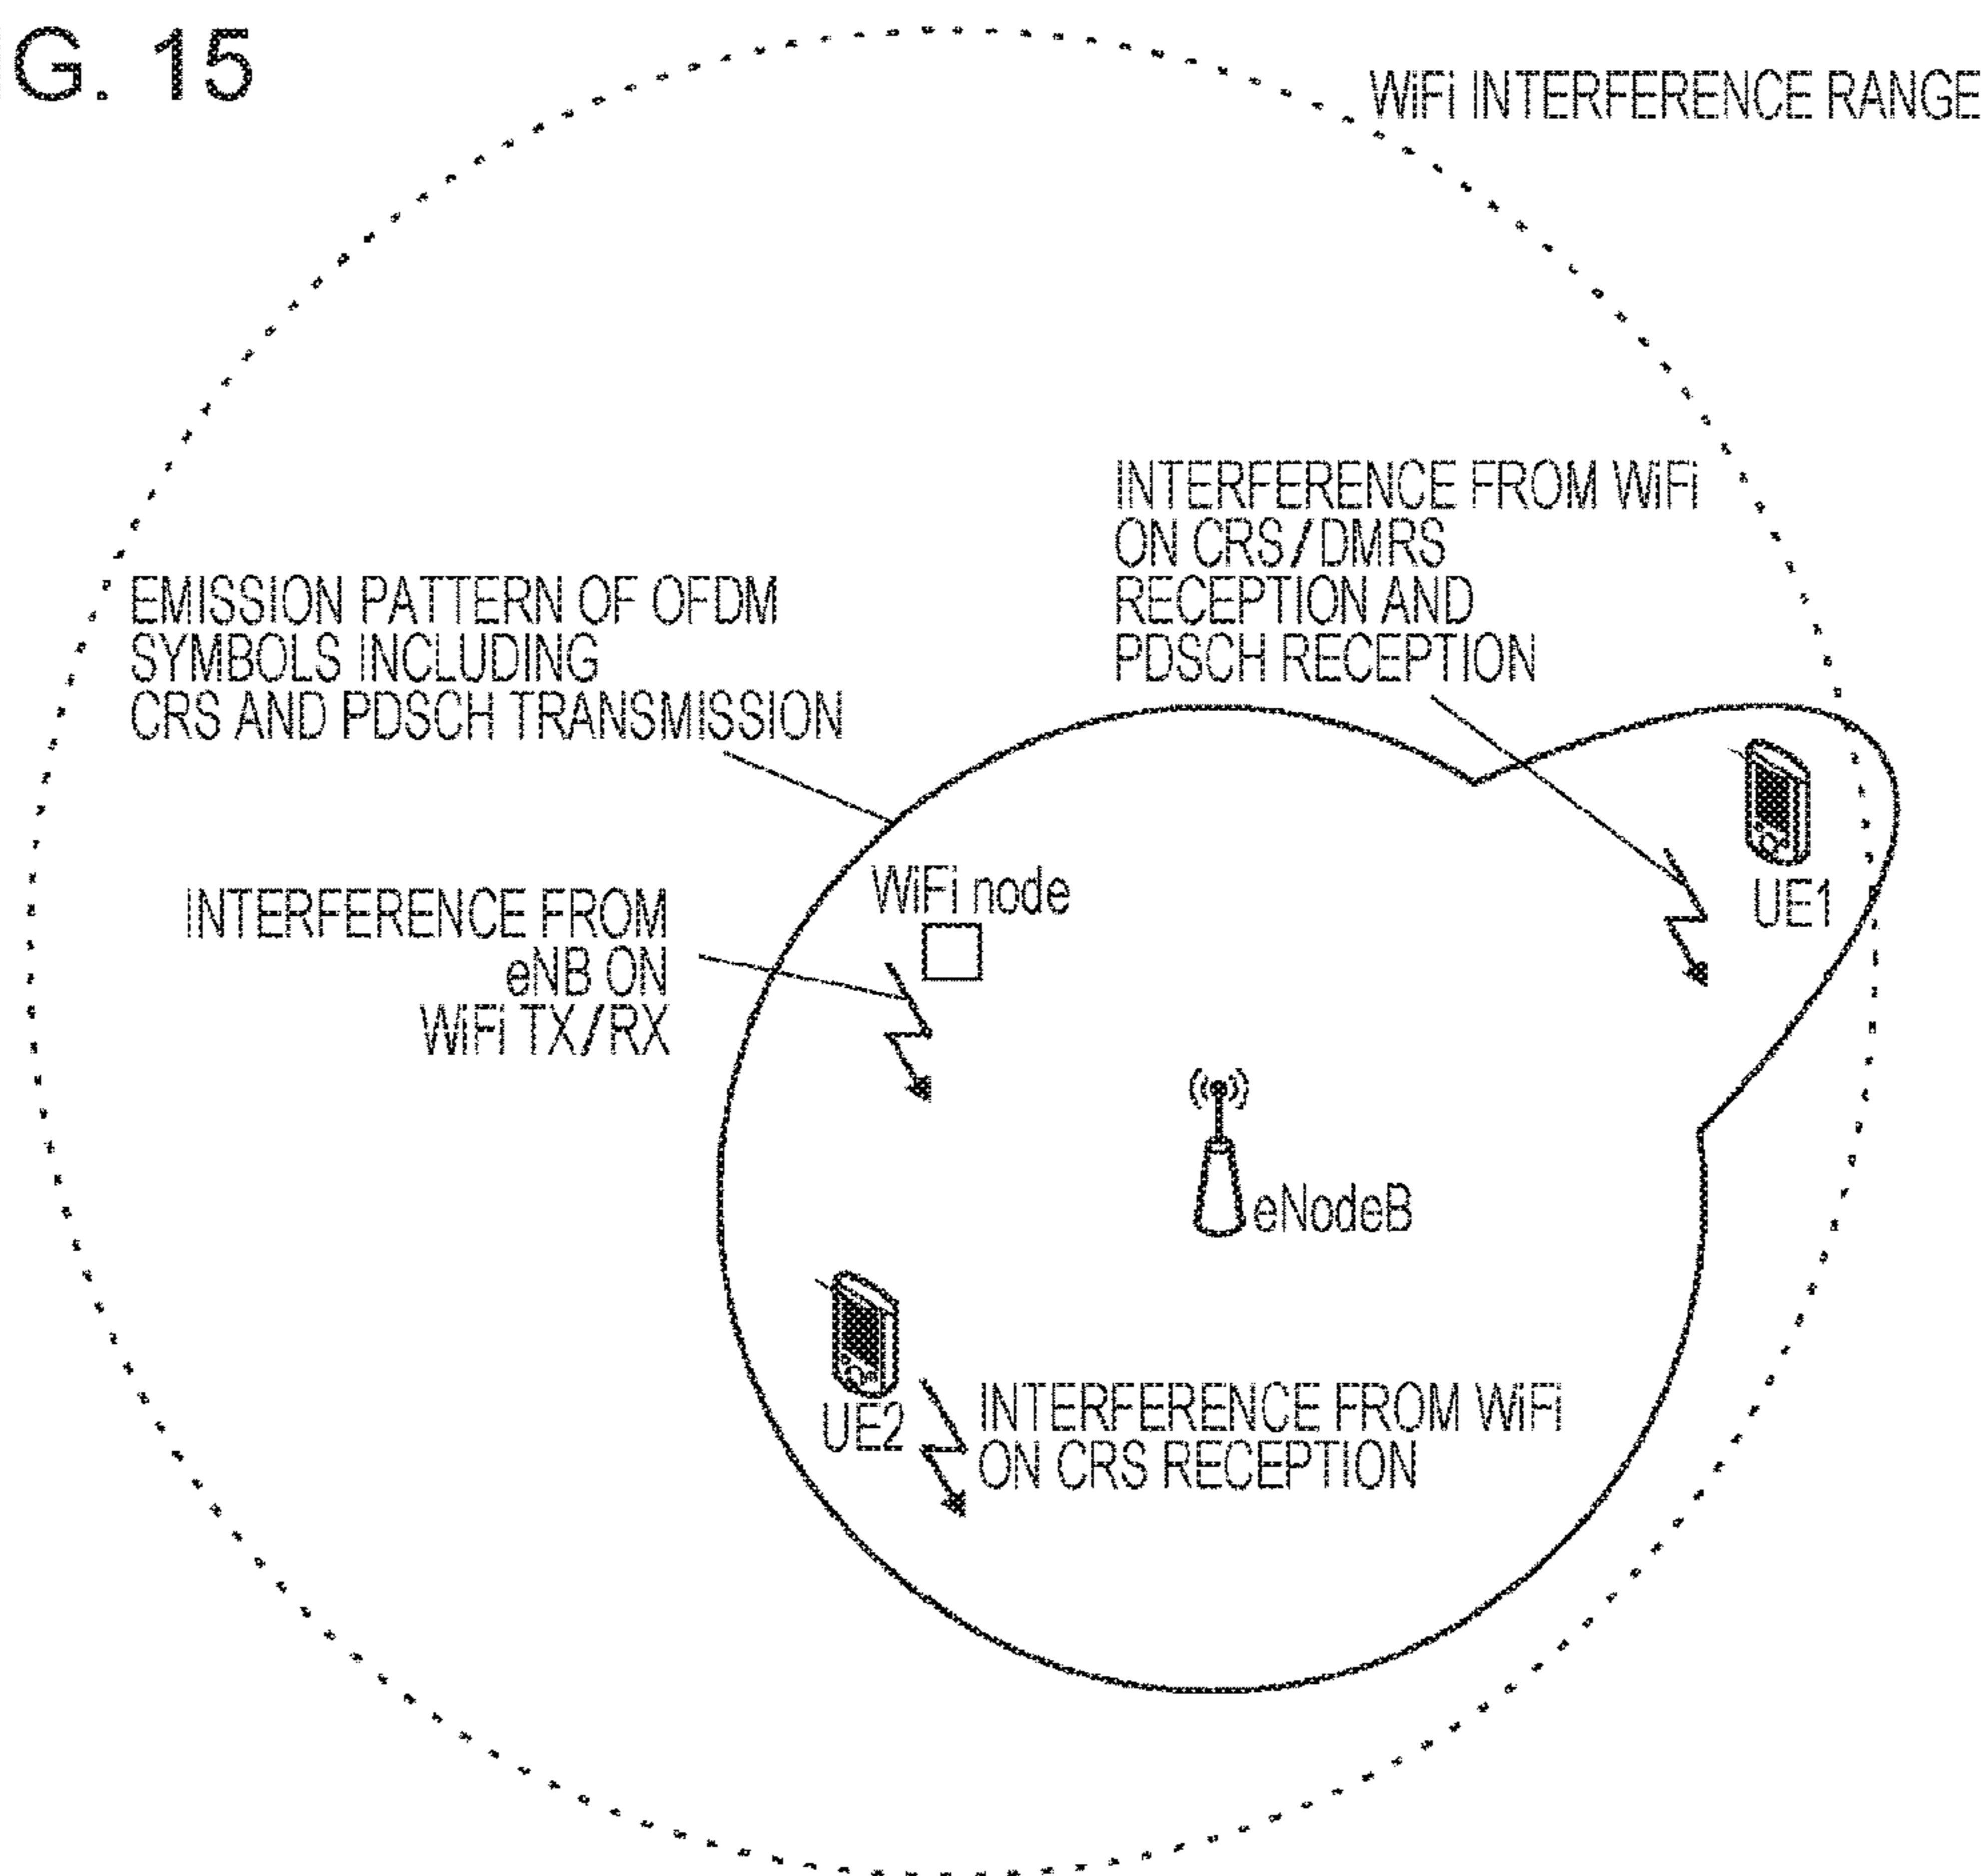 G. 15
WiFi INTERFERENCE RANGE
INTERFERENCE FROM WiFi
ON CRS/DMRS
RECEPTION AND
PDSCH RECEPTION
EMISSION PATTERN OF OFDM
SYMBOLS INCLUDING
CRS AND PDSCH TRANSMISSION
WiFi node
UE1
INTERFERENCE FROM
eNB ON
WiFi TX/RX
eNodeB
UE2
INTERFERENCE FROM WiFi
ON CRS RECEPTION